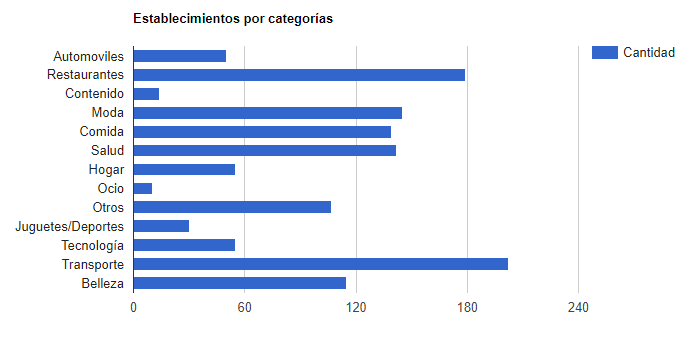 Establecimientos por categorías
Cantidad
Automoviles
Restaurantes
Contenido
Moda
Comida
Salud
Hogar
Ocio
Otros
Juguetes/Deportes
Tecnología
Transporte
Belleza
0 60 120 180 240